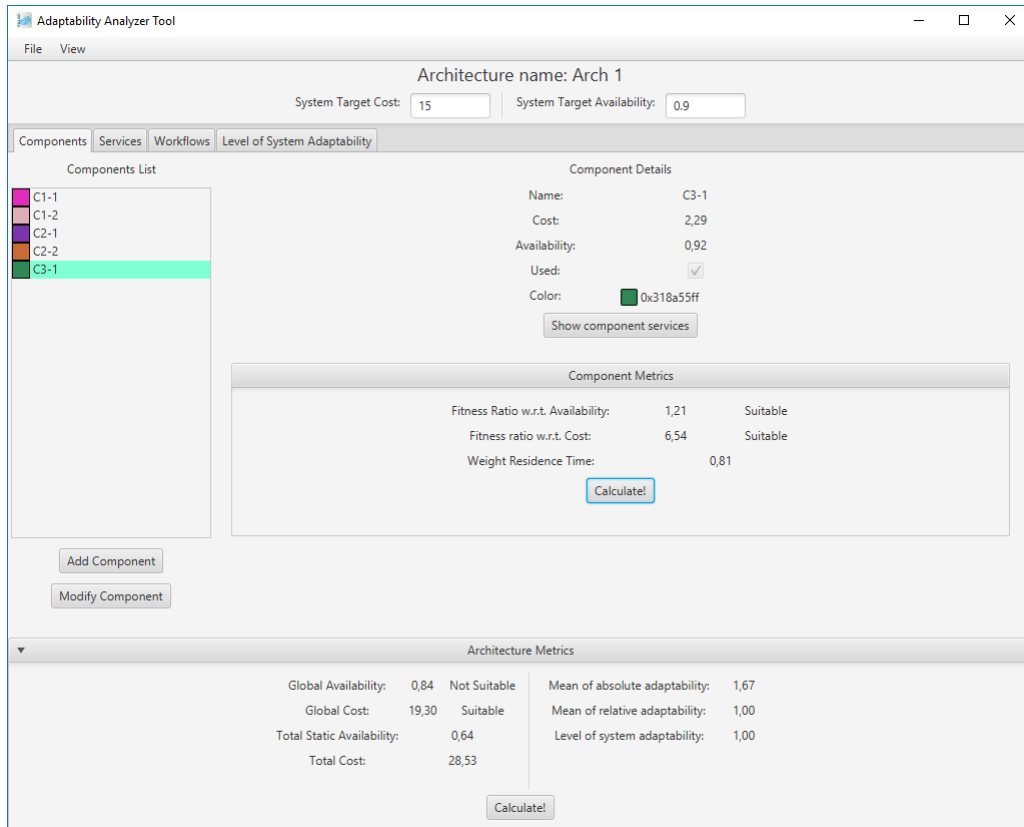 Adaptability Analyzer Tool
File View
Architecture name: Arch 1
System Target Cost: 15 System Target Availability: 0.9
Components Services Workflows Level of System Adaptability
Components List
C1-1
C1-2
C2-1
C2-2
C3-1
Add Component
Modify Component
Component Details
Name: C3-1
Cost: 2,29
Availability: 0,92
Used:
Color: 0x318a55ff
Show component services
Component Metrics
Fitness Ratio w.r.t. Availability: 1,21 Suitable
Fitness ratio w.r.t. Cost: 6,54 Suitable
Weight Residence Time: 0,81
Calculate!
Architecture Metrics
Global Availability: 0,84 Not Suitable
Global Cost: 19,30 Suitable
Total Static Availability: 0,64
Total Cost: 28,53
Mean of absolute adaptability: 1,67
Mean of relative adaptability: 1,00
Level of system adaptability: 1,00
Calculate!